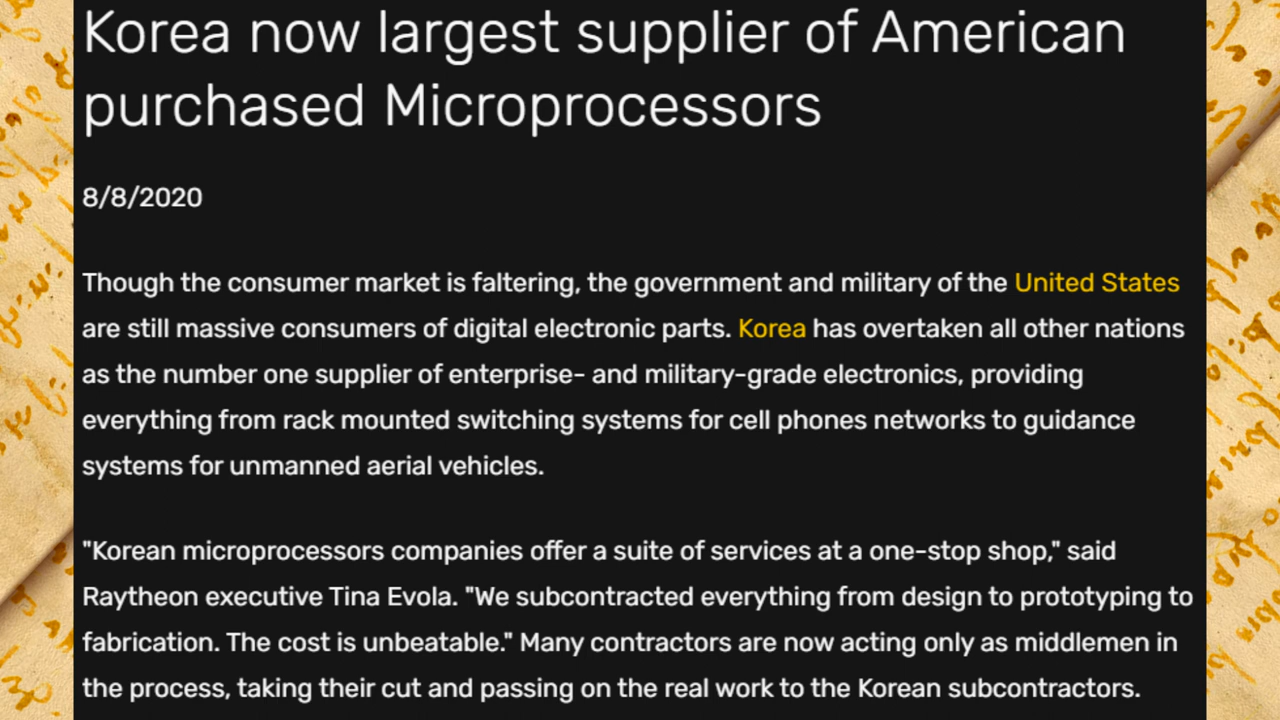 Korea now largest supplier of American
purchased Microprocessors
8/8/2020
Though the consumer market is faltering, the government and military of the United States
are still massive consumers of digital electronic parts. Korea has overtaken all other nations
as the number one supplier of enterprise- and military-grade electronics, providing
everything from rack mounted switching systems for cell phones networks to guidance
systems for unmanned aerial vehicles.
"Korean microprocessors companies offer a suite of services at a one-stop shop," said
Raytheon executive Tina Evola. "We subcontracted everything from design to prototyping to
fabrication. The cost is unbeatable." Many contractors are now acting only as middlemen in
the process, taking their cut and passing on the real work to the Korean subcontractors.